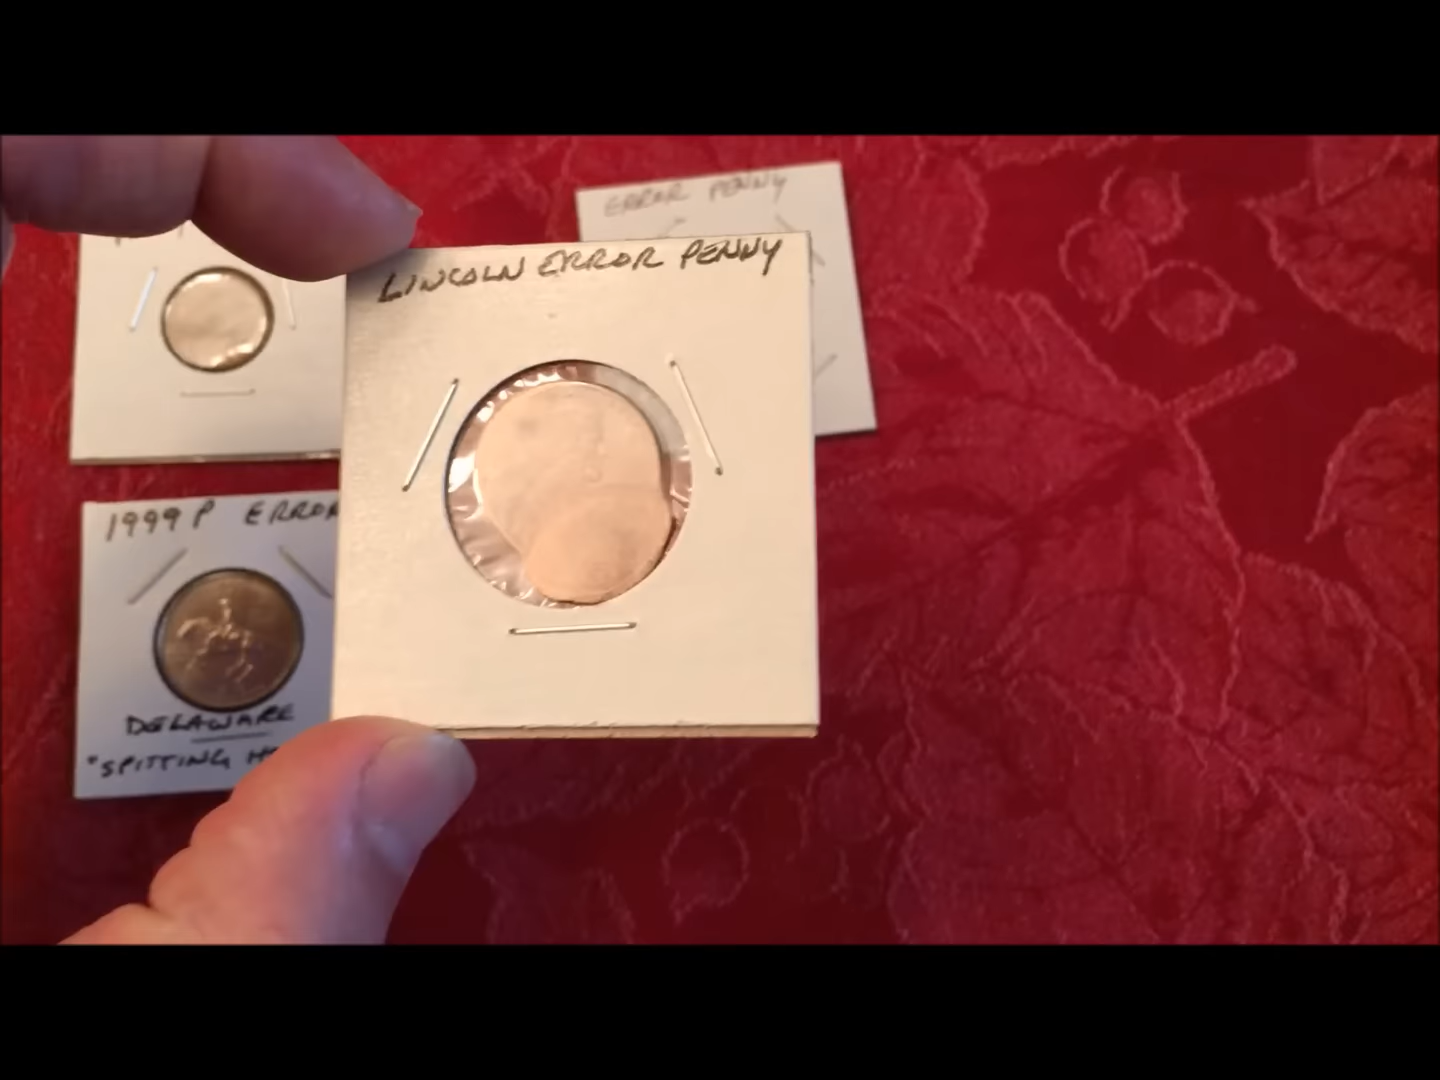 ERROR PENNY
LINCOLN ERROR PENNY
1999 P ERROR
DELAWARE
"SPITTING